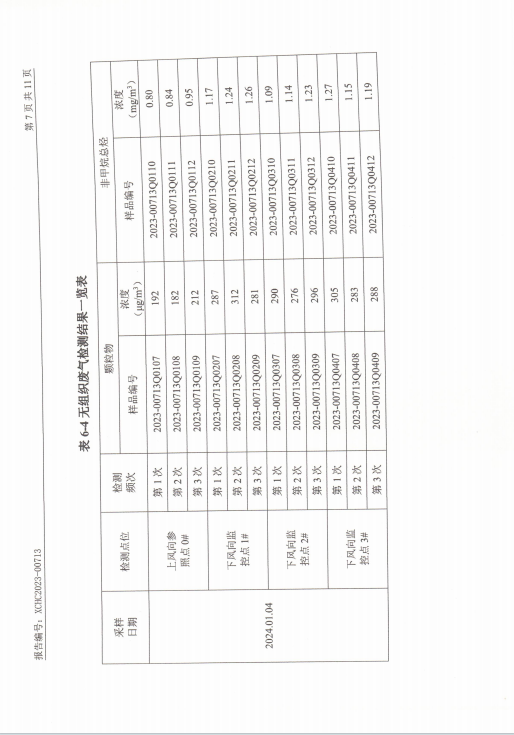 报告编号：XCHC2023-00713 第 7 页 共 11 页
表 6-4 无组织废气检测结果一览表
采样日期 检测点位 检测频次 颗粒物 非甲烷总烃
样品编号 浓度（μg/m³） 样品编号 浓度（mg/m³）
2024.01.04 上风向参照点 0# 第 1 次 2023-00713Q0107 192 2023-00713Q0110 0.80
第 2 次 2023-00713Q0108 182 2023-00713Q0111 0.84
第 3 次 2023-00713Q0109 212 2023-00713Q0112 0.95
下风向监控点 1# 第 1 次 2023-00713Q0207 287 2023-00713Q0210 1.17
第 2 次 2023-00713Q0208 312 2023-00713Q0211 1.24
第 3 次 2023-00713Q0209 281 2023-00713Q0212 1.26
下风向监控点 2# 第 1 次 2023-00713Q0307 290 2023-00713Q0310 1.09
第 2 次 2023-00713Q0308 276 2023-00713Q0311 1.14
第 3 次 2023-00713Q0309 296 2023-00713Q0312 1.23
下风向监控点 3# 第 1 次 2023-00713Q0407 305 2023-00713Q0410 1.27
第 2 次 2023-00713Q0408 283 2023-00713Q0411 1.15
第 3 次 2023-00713Q0409 288 2023-00713Q0412 1.19